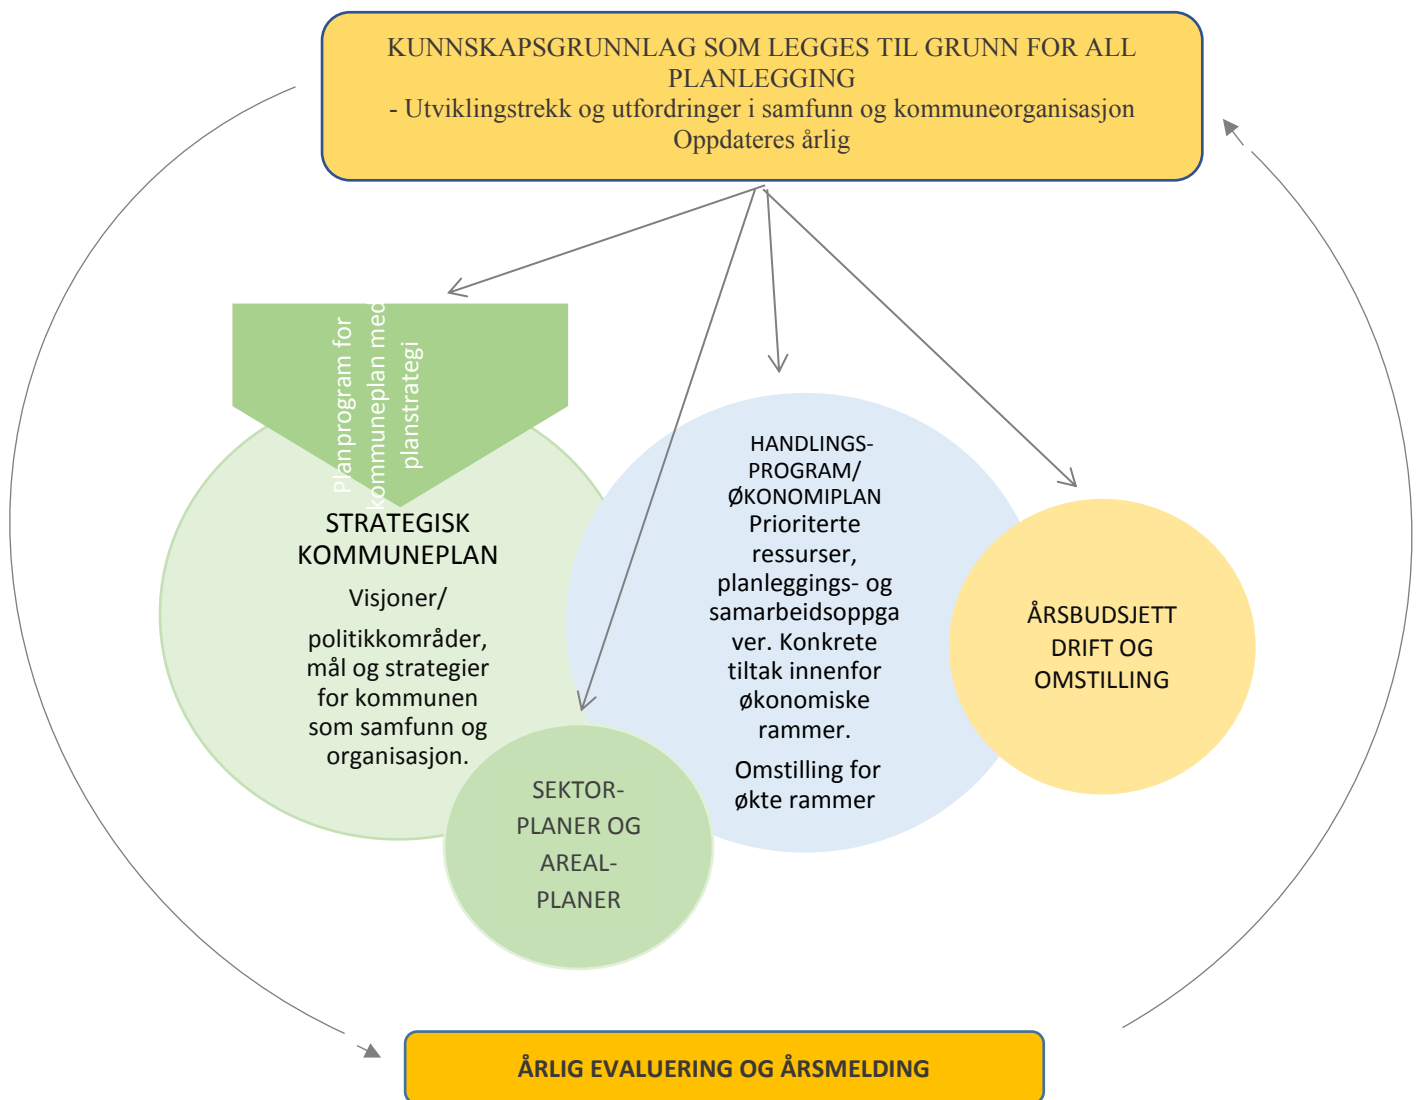 KUNNSKAPSGRUNNLAG SOM LEGGES TIL GRUNN FOR ALL
PLANLEGGING
- Utviklingstrekk og utfordringer i samfunn og kommuneorganisasjon
Oppdateres årlig
Planprogram for
kommuneplan med
planstrategi
STRATEGISK
KOMMUNEPLAN
Visjoner/
politikkområder,
mål og strategier
for kommunen
som samfunn og
organisasjon.
SEKTOR-
PLANER OG
AREAL-
PLANER
HANDLINGS-
PROGRAM/
ØKONOMIPLAN
Prioriterte
ressurser,
planleggings- og
samarbeidsoppga
ver. Konkrete
tiltak innenfor
økonomiske
rammer.
Omstilling for
økte rammer
ÅRSBUDSJETT
DRIFT OG
OMSTILLING
ÅRLIG EVALUERING OG ÅRSMELDING